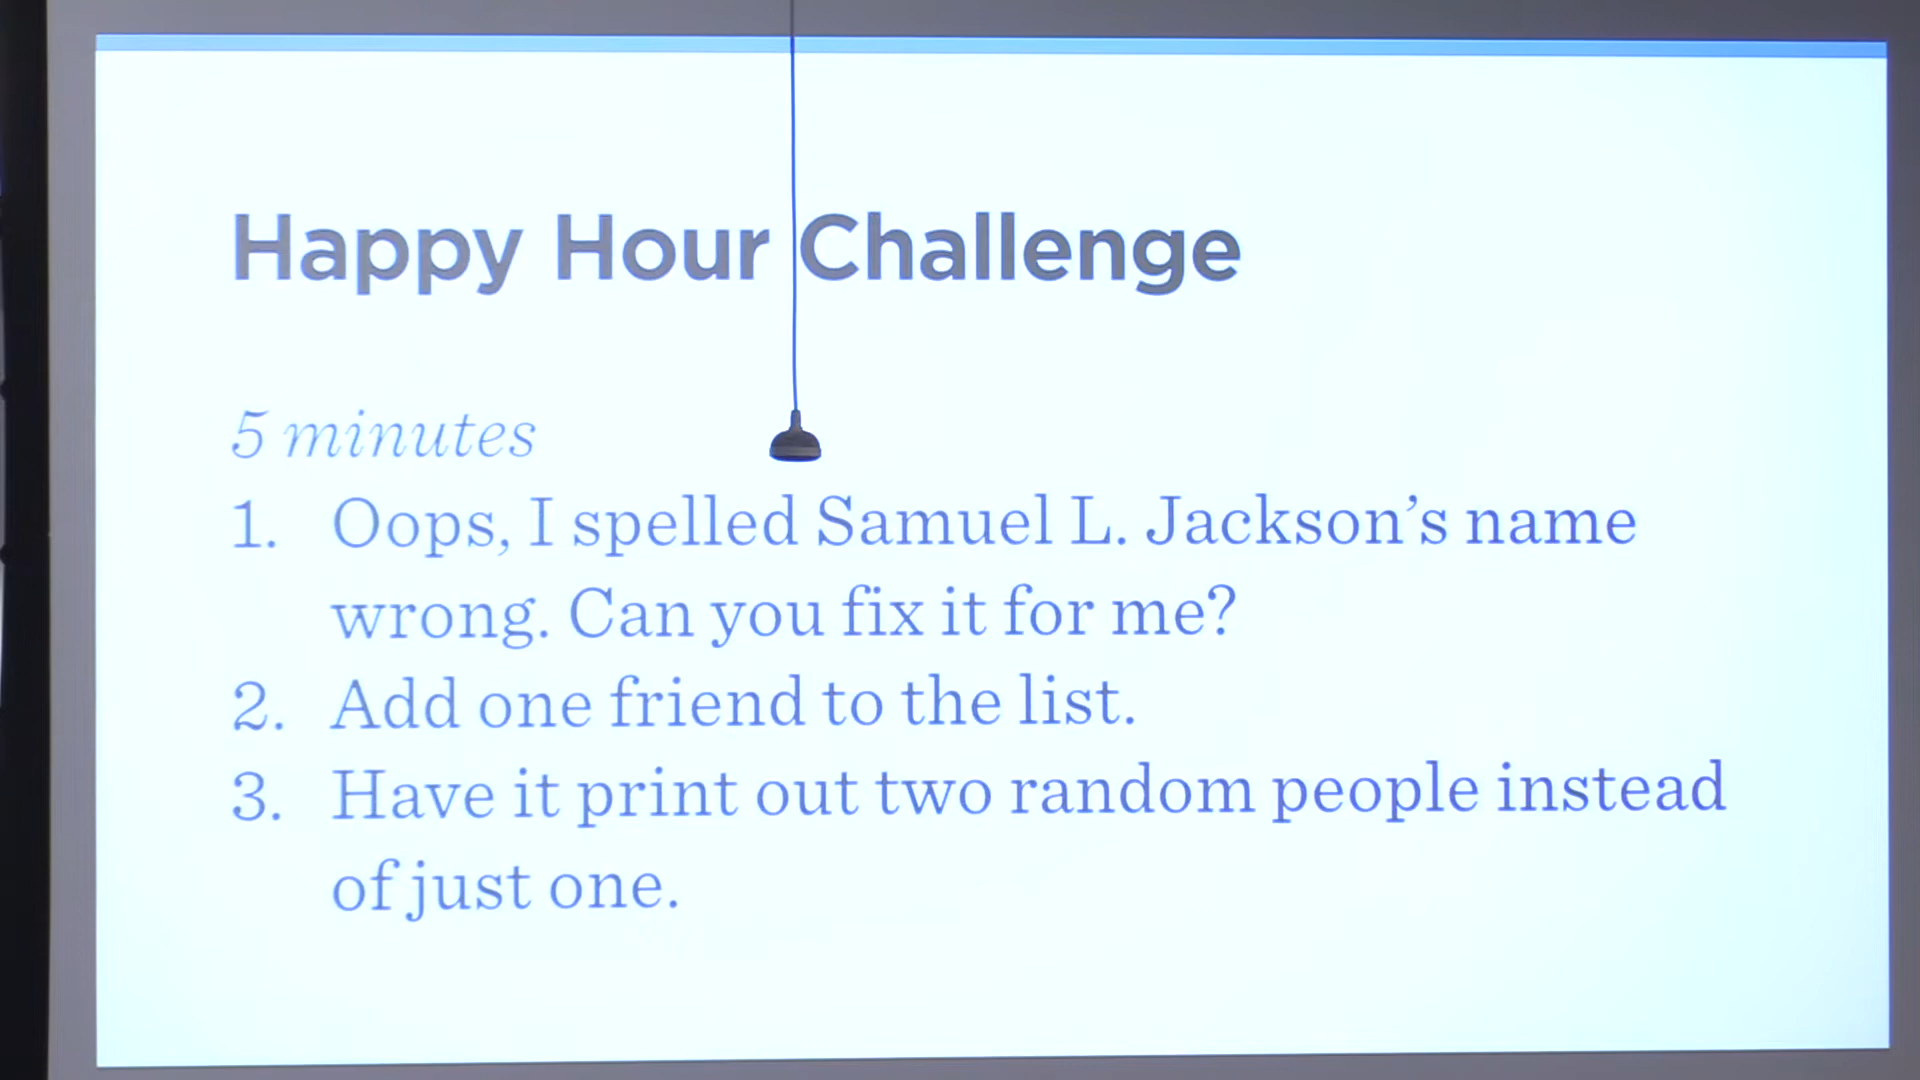 Happy Hour Challenge
5 minutes
1. Oops, I spelled Samuel L. Jackson’s name
wrong. Can you fix it for me?
2. Add one friend to the list.
3. Have it print out two random people instead
of just one.